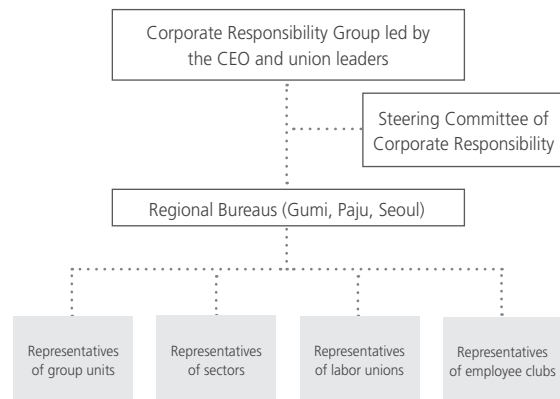 Corporate Responsibility Group led by
the CEO and union leaders
Steering Committee of
Corporate Responsibility
Regional Bureaus (Gumi, Paju, Seoul)
Representatives
of group units
Representatives
of sectors
Representatives
of labor unions
Representatives
of employee clubs